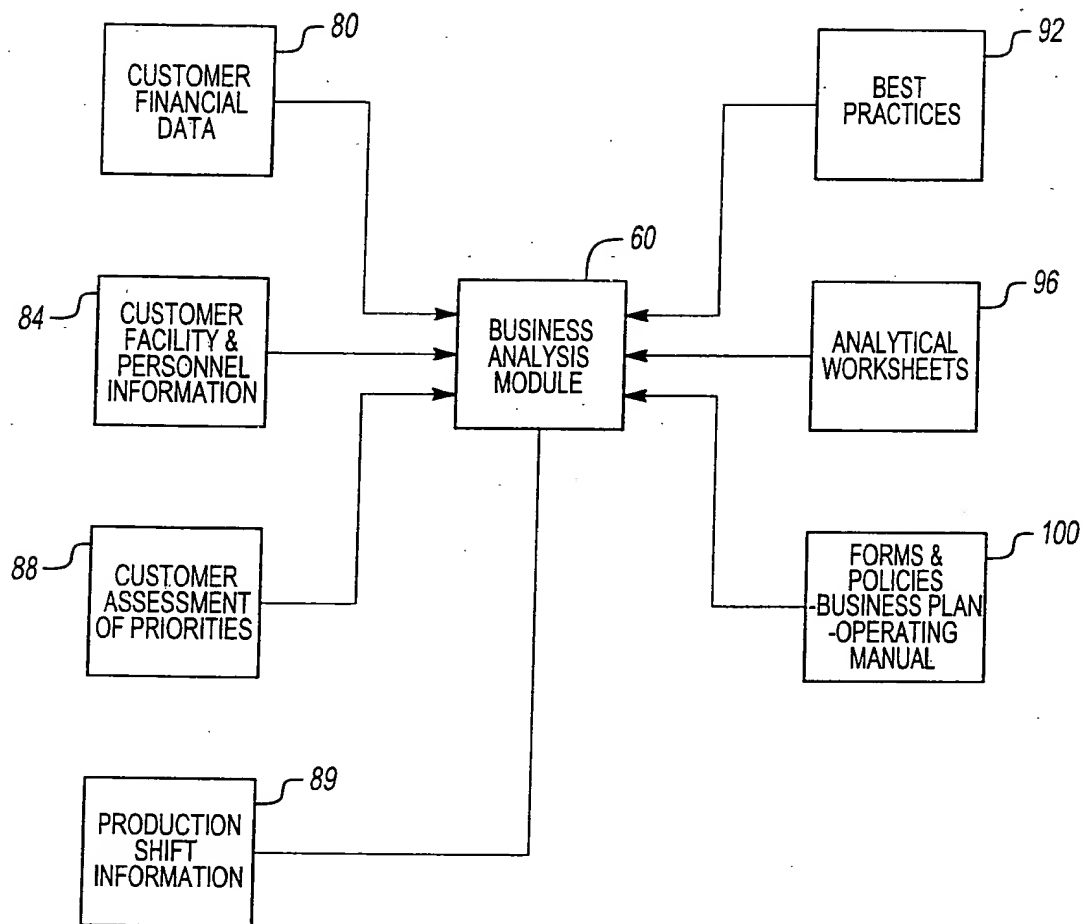 80
CUSTOMER
FINANCIAL
DATA
92
BEST
PRACTICES
60
BUSINESS
ANALYSIS
MODULE
84
CUSTOMER
FACILITY &
PERSONNEL
INFORMATION
96
ANALYTICAL
WORKSHEETS
88
CUSTOMER
ASSESSMENT
OF PRIORITIES
100
FORMS &
POLICIES
-BUSINESS PLAN
-OPERATING
MANUAL
89
PRODUCTION
SHIFT
INFORMATION